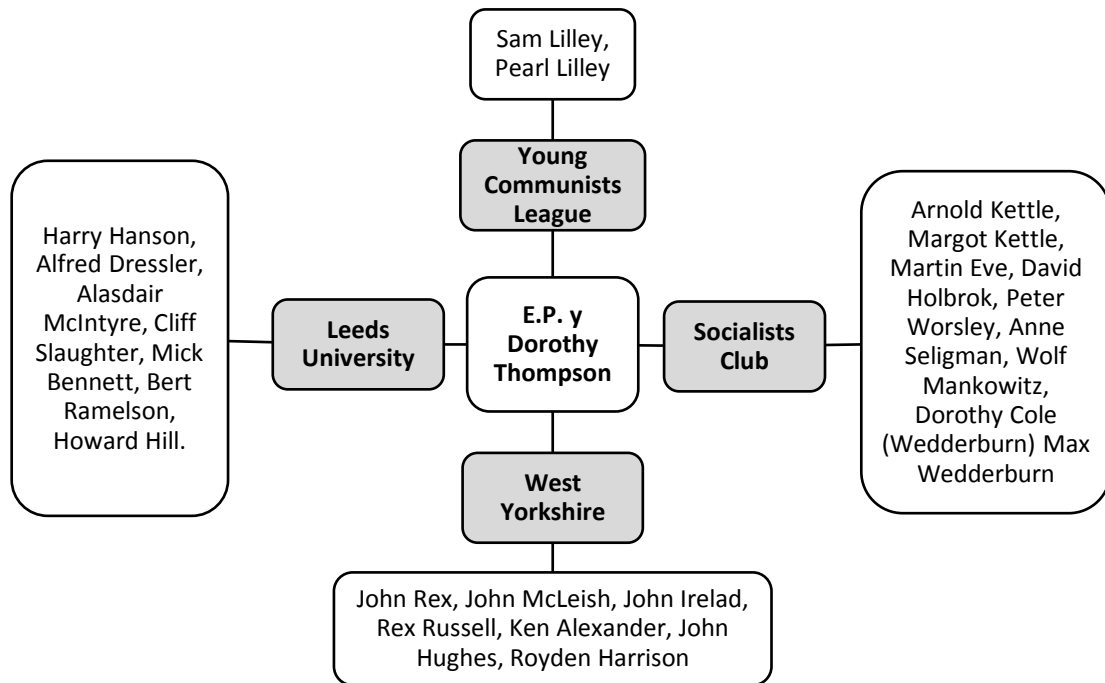 Sam Lilley,
Pearl Lilley
Young
Communists
League
Harry Hanson,
Alfred Dressler,
Alasdair
McIntyre, Cliff
Slaughter, Mick
Bennett, Bert
Ramelson,
Howard Hill.
Leeds
University
E.P. y
Dorothy
Thompson
Socialists
Club
Arnold Kettle,
Margot Kettle,
Martin Eve, David
Holbrok, Peter
Worsley, Anne
Seligman, Wolf
Mankowitz,
Dorothy Cole
(Wedderburn) Max
Wedderburn
West
Yorkshire
John Rex, John McLeish, John Irelad,
Rex Russell, Ken Alexander, John
Hughes, Royden Harrison